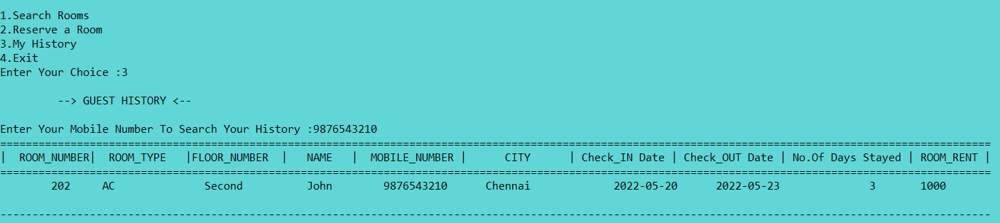 1.Search Rooms
2.Reserve a Room
3.My History
4.Exit
Enter Your Choice :3
--> GUEST HISTORY <--
Enter Your Mobile Number To Search Your History :9876543210
===========================================================================================================================================================
|  ROOM_NUMBER|  ROOM_TYPE   |FLOOR_NUMBER  |   NAME   |  MOBILE_NUMBER |      CITY      | Check_IN Date | Check_OUT Date | No.Of Days Stayed | ROOM_RENT |
===========================================================================================================================================================
        202     AC              Second          John        9876543210      Chennai             2022-05-20      2022-05-23              3       1000
-----------------------------------------------------------------------------------------------------------------------------------------------------------